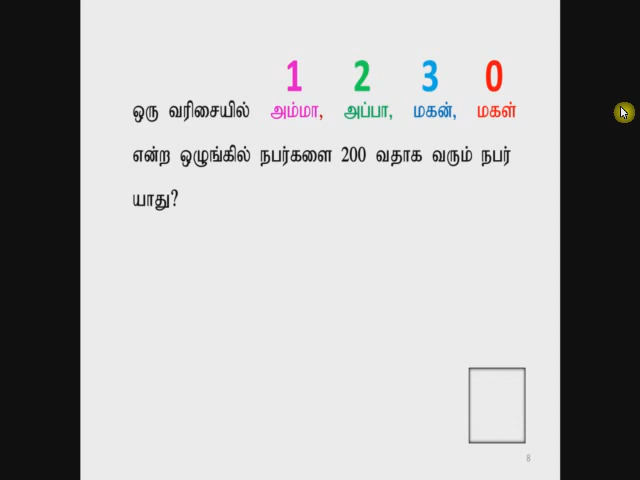 1 2 3 0
ஒரு வரிசையில் அம்மா, அப்பா, மகன், மகள்
என்ற ஒழுங்கில் நபர்களை 200 வதாக வரும் நபர்
யாது?
8